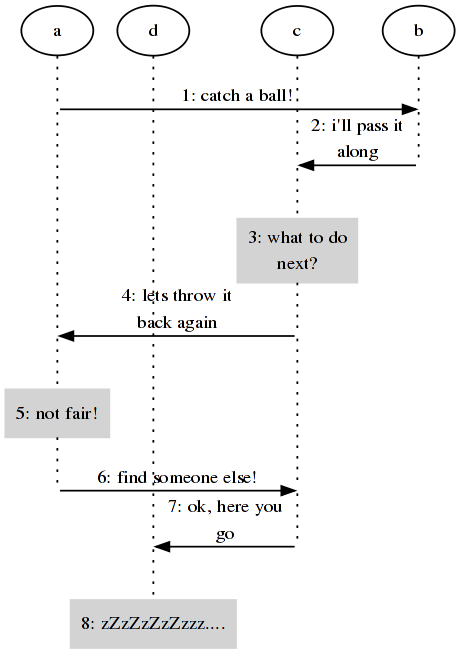 a
d
c
b
1: catch a ball!
2: i'll pass it
along
3: what to do
next?
4: lets throw it
back again
5: not fair!
6: find someone else!
7: ok, here you
go
8: zZzZzZzZzzz....